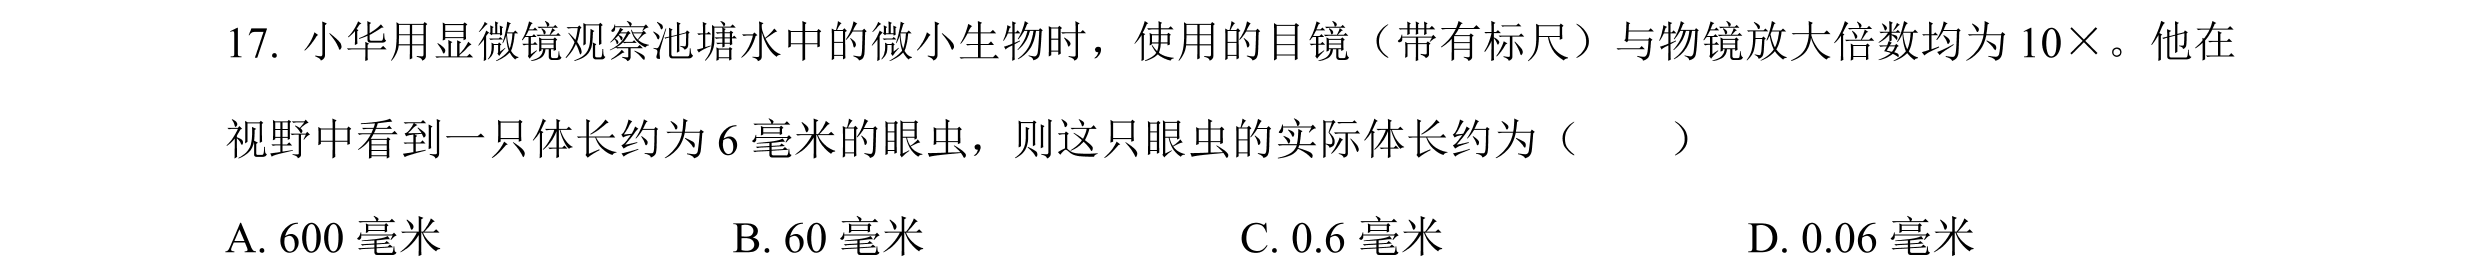 17. 小华用显微镜观察池塘水中的微小生物时，使用的目镜（带有标尺）与物镜放大倍数均为 10×。他在
视野中看到一只体长约为 6 毫米的眼虫，则这只眼虫的实际体长约为（　　）
A. 600 毫米　　B. 60 毫米　　C. 0.6 毫米　　D. 0.06 毫米